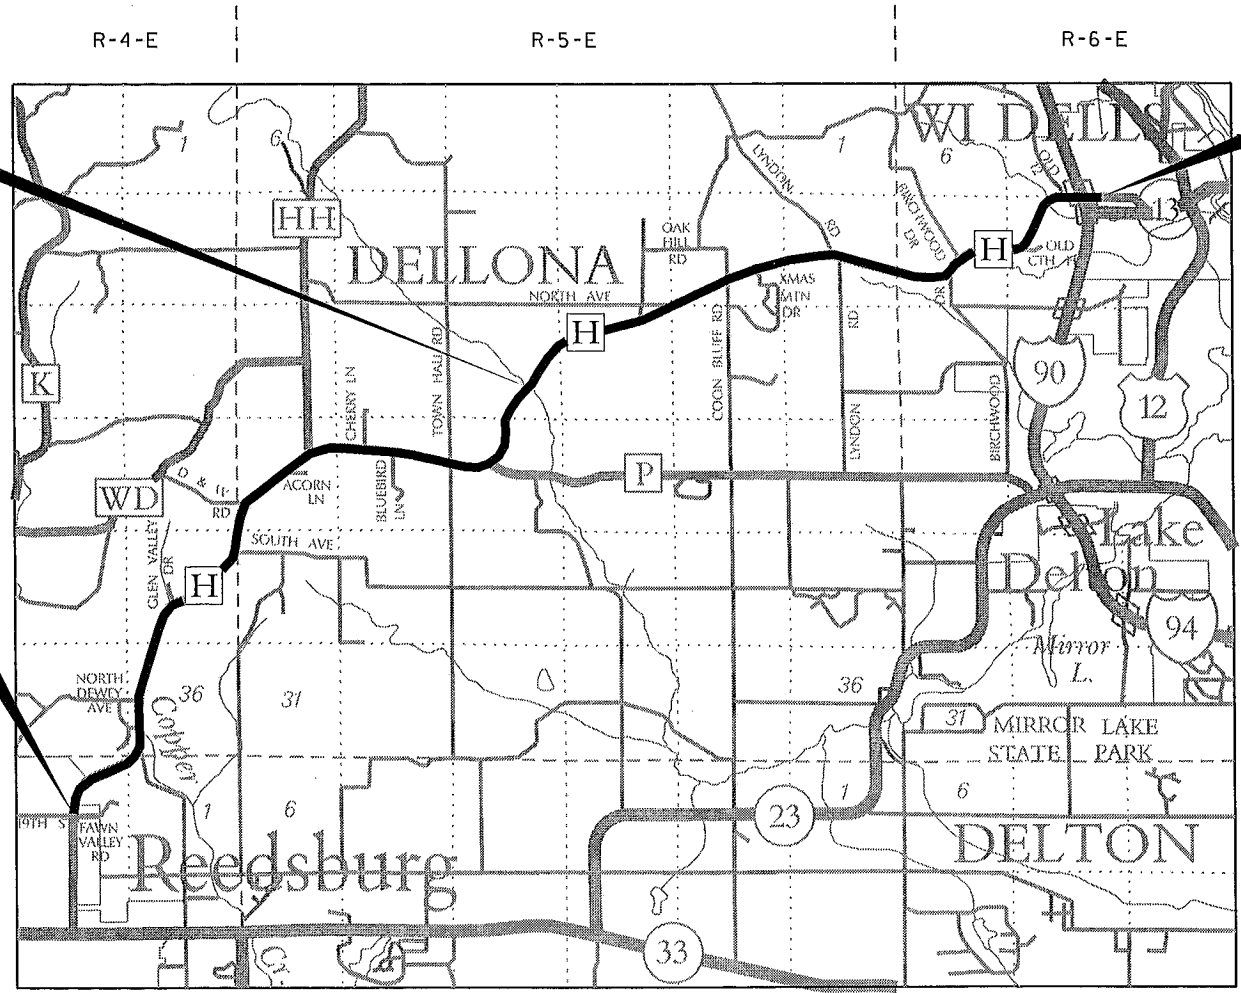 R-4-E
R-5-E
R-6-E
1
6
1
6
WI DELLS
OLD
12
LYNDON
RD
BIRCHWOOD
DR
HH
13
OAK
HILL
RD
H
OLD
CTH H
DELLONA
NORTH AVE
XMAS
MTN
DR
RD
DR
H
TOWN HALL RD
COON BLUFF RD
K
90
12
CHERRY LN
LYNDON
BIRCHWOOD
P
D & W
RD
WD
ACORN
LN
BLUEBIRD
LN
GLEN VALLEY
DR
SOUTH AVE
Lake
Delton
H
94
Mirror
L.
NORTH
DEWEY
AVE
36
31
36
31
Copper
MIRROR LAKE
STATE PARK
1
6
1
6
19TH S
FAWN
VALLEY
RD
23
Reedsburg
DELTON
33
Cr